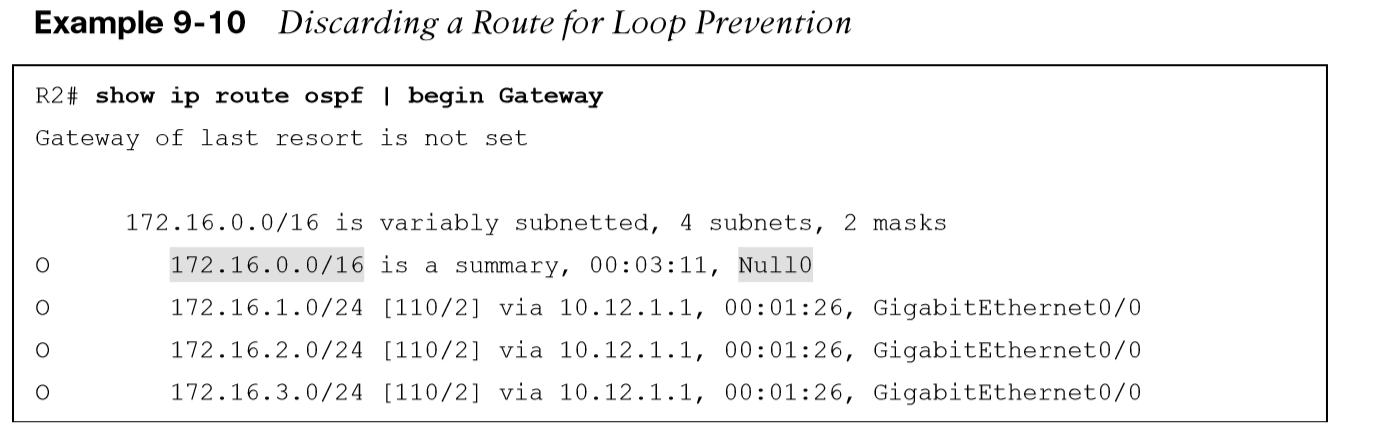 Example 9-10 Discarding a Route for Loop Prevention
R2# show ip route ospf | begin Gateway
Gateway of last resort is not set
172.16.0.0/16 is variably subnetted, 4 subnets, 2 masks
O 172.16.0.0/16 is a summary, 00:03:11, Null0
O 172.16.1.0/24 [110/2] via 10.12.1.1, 00:01:26, GigabitEthernet0/0
O 172.16.2.0/24 [110/2] via 10.12.1.1, 00:01:26, GigabitEthernet0/0
O 172.16.3.0/24 [110/2] via 10.12.1.1, 00:01:26, GigabitEthernet0/0